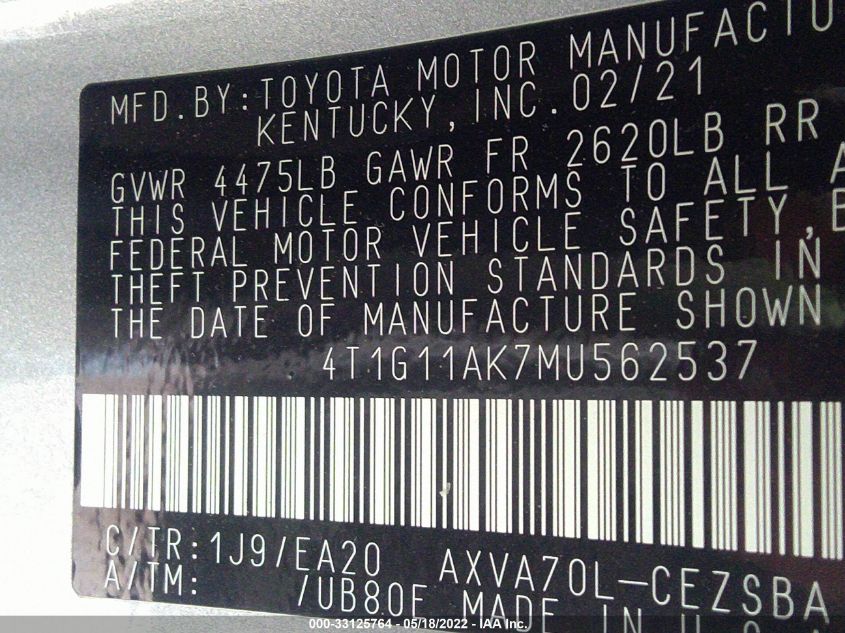 MFD.BY:TOYOTA MOTOR MANUFACTU
KENTUCKY,INC.02/21
GVWR 4475LB GAWR FR 2620LB RR
THIS VEHICLE CONFORMS TO ALL A
FEDERAL MOTOR VEHICLE SAFETY,B
THEFT PREVENTION STANDARDS IN
THE DATE OF MANUFACTURE SHOWN
4T1G11AK7MU562537
C/TR:1J9/EA20 AXVA70L-CEZSBA
A/TM: /UB80F MADE IN U.S.
000-33125764 - 05/18/2022 - IAA Inc.